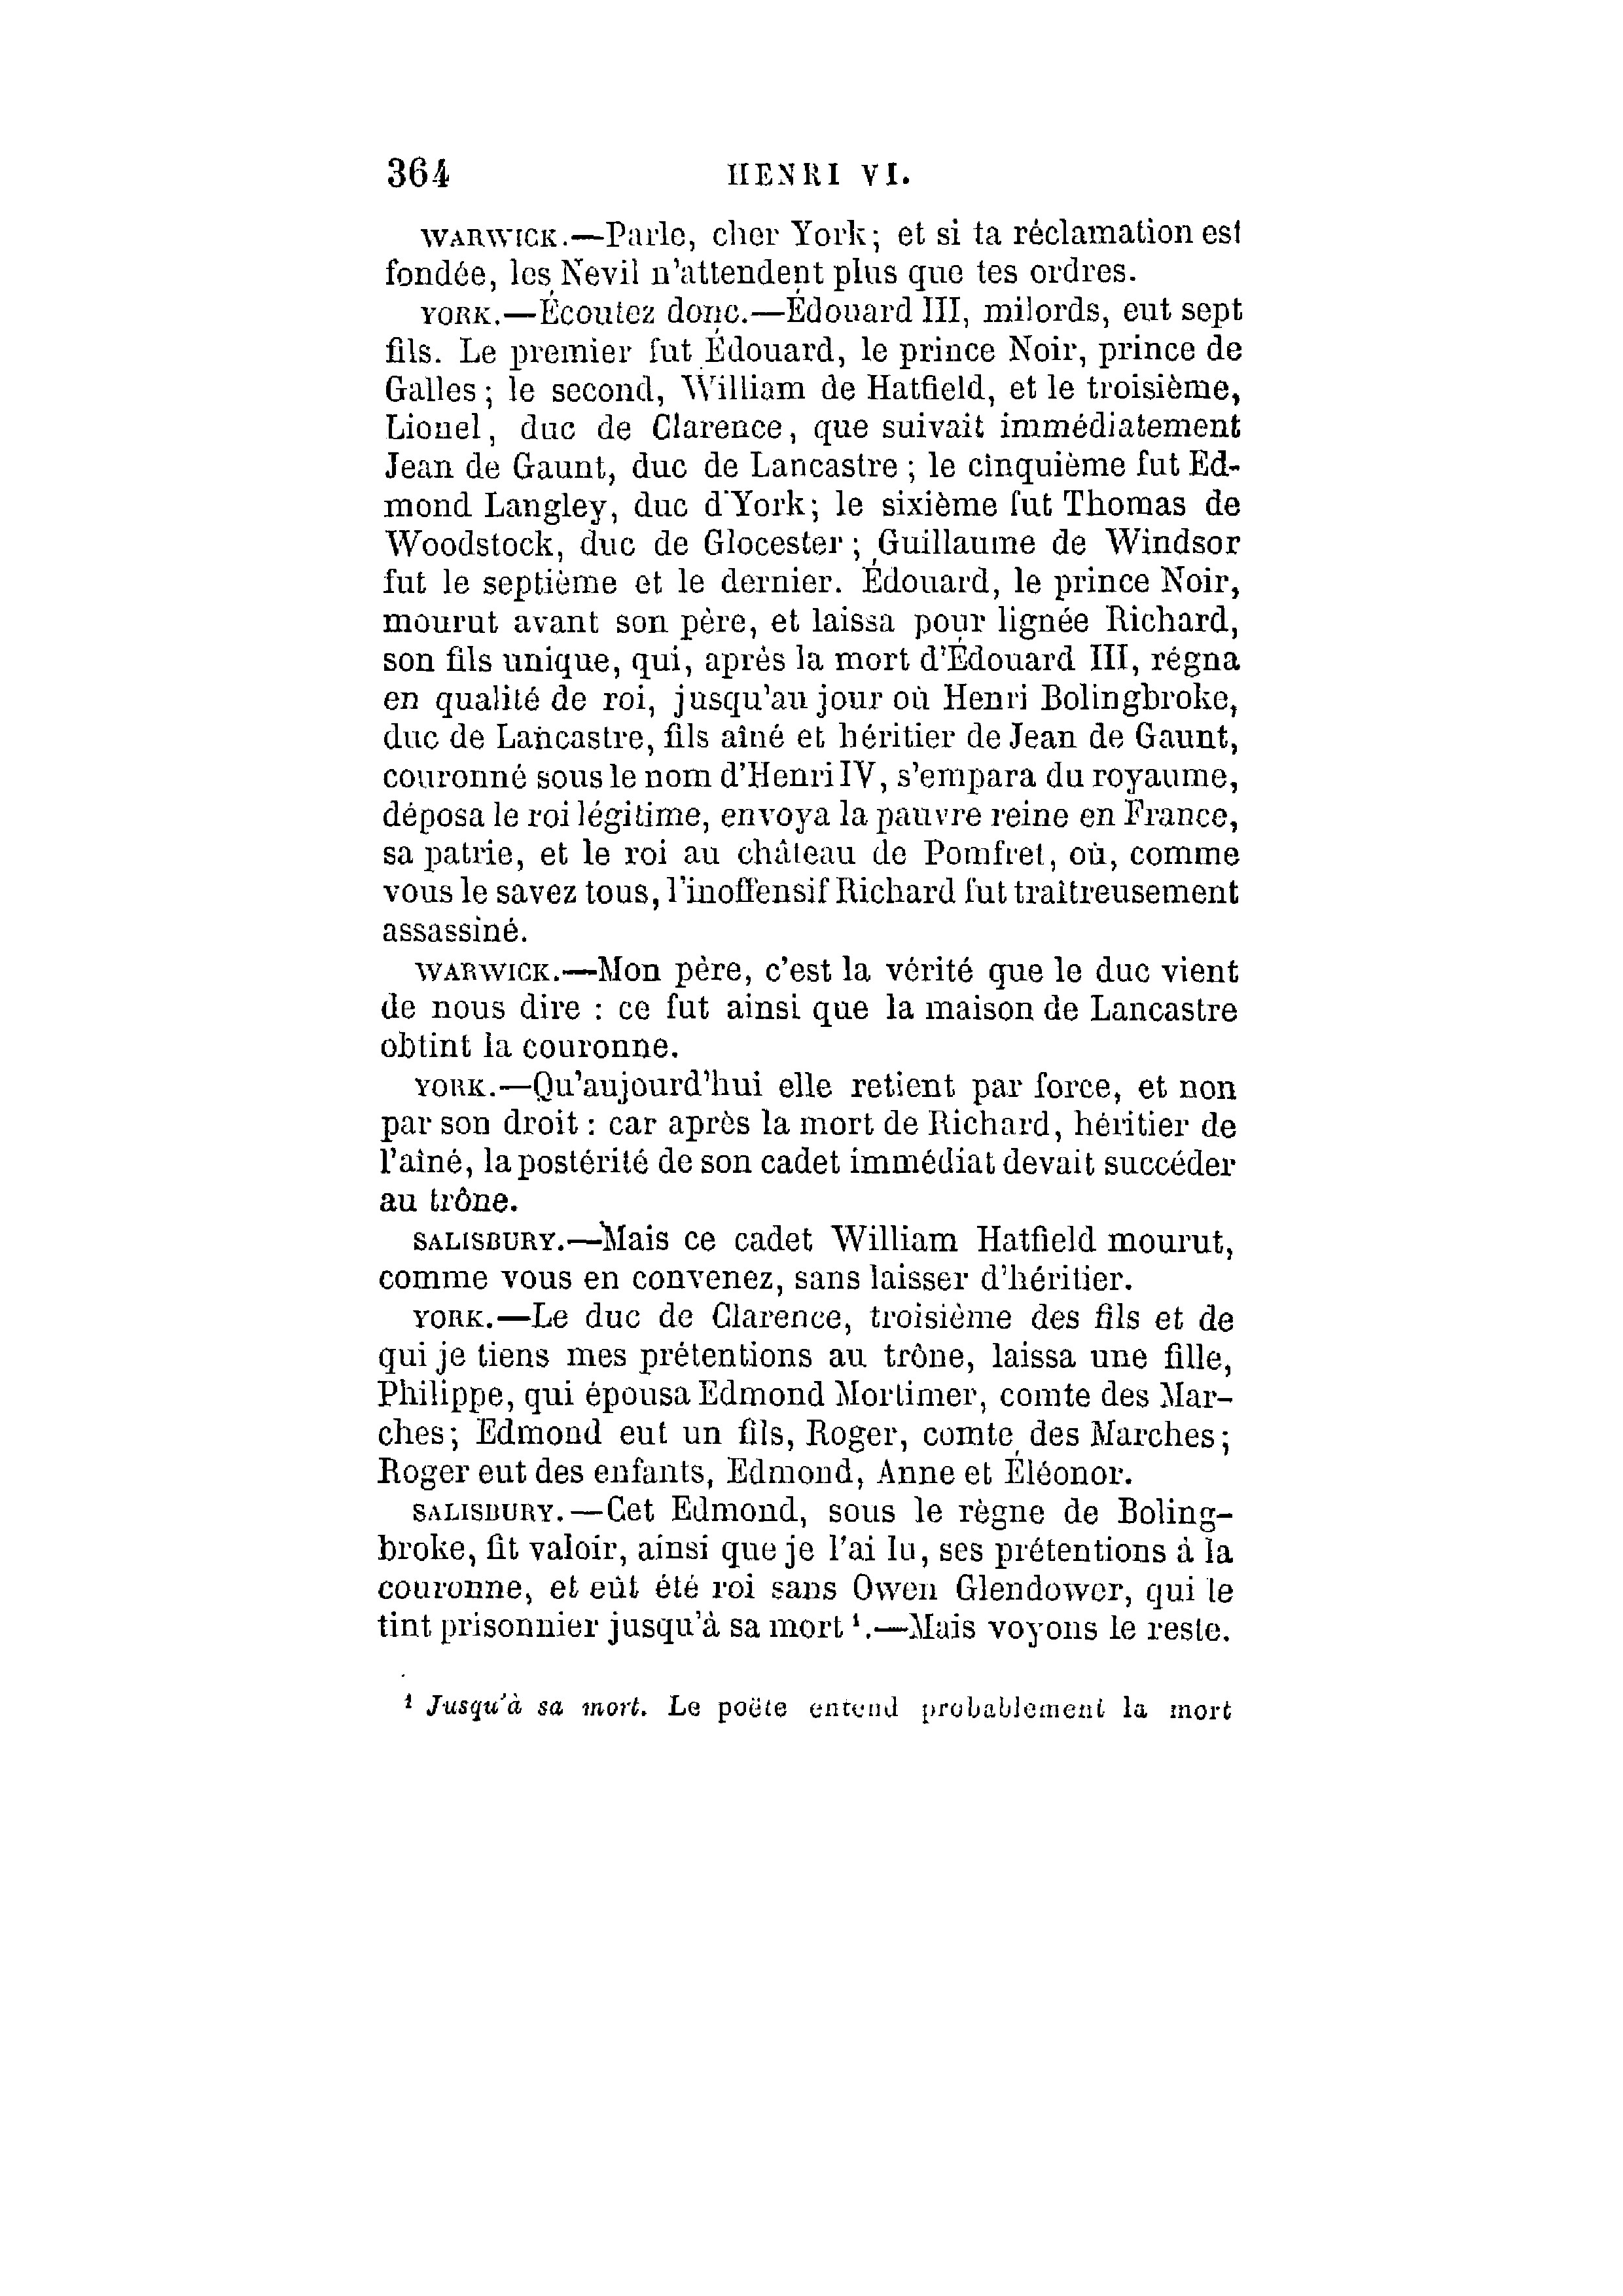 364 HENRI VI.
WARWICK.—Parle, cher York; et si ta réclamation est
fondée, les Nevil n'attendent plus que tes ordres.
YORK.—Écoutez donc.—Édouard III, milords, eut sept
fils. Le premier fut Édouard, le prince Noir, prince de
Galles; le second, William de Hatfield, et le troisième,
Lionel, duc de Clarence, que suivait immédiatement
Jean de Gaunt, duc de Lancastre; le cinquième fut Ed-
mond Langley, duc d'York; le sixième fut Thomas de
Woodstock, duc de Glocester; Guillaume de Windsor
fut le septième et le dernier. Édouard, le prince Noir,
mourut avant son père, et laissa pour lignée Richard,
son fils unique, qui, après la mort d'Édouard III, régna
en qualité de roi, jusqu'au jour où Henri Bolingbroke,
duc de Lancastre, fils aîné et héritier de Jean de Gaunt,
couronné sous le nom d'Henri IV, s'empara du royaume,
déposa le roi légitime, envoya la pauvre reine en France,
sa patrie, et le roi au château de Pomfret, où, comme
vous le savez tous, l'inoffensif Richard fut traîtreusement
assassiné.
WARWICK.—Mon père, c'est la vérité que le duc vient
de nous dire : ce fut ainsi que la maison de Lancastre
obtint la couronne.
YORK.—Qu'aujourd'hui elle retient par force, et non
par son droit : car après la mort de Richard, héritier de
l'aîné, la postérité de son cadet immédiat devait succéder
au trône.
SALISBURY.—Mais ce cadet William Hatfield mourut,
comme vous en convenez, sans laisser d'héritier.
YORK.—Le duc de Clarence, troisième des fils et de
qui je tiens mes prétentions au trône, laissa une fille,
Philippe, qui épousa Edmond Mortimer, comte des Mar-
ches; Edmond eut un fils, Roger, comte des Marches;
Roger eut des enfants, Edmond, Anne et Éléonor.
SALISBURY.—Cet Edmond, sous le règne de Boling-
broke, fit valoir, ainsi que je l'ai lu, ses prétentions à la
couronne, et eût été roi sans Owen Glendower, qui le
tint prisonnier jusqu'à sa mort ¹.—Mais voyons le reste.
¹ Jusqu'à sa mort. Le poëte entend probablement la mort